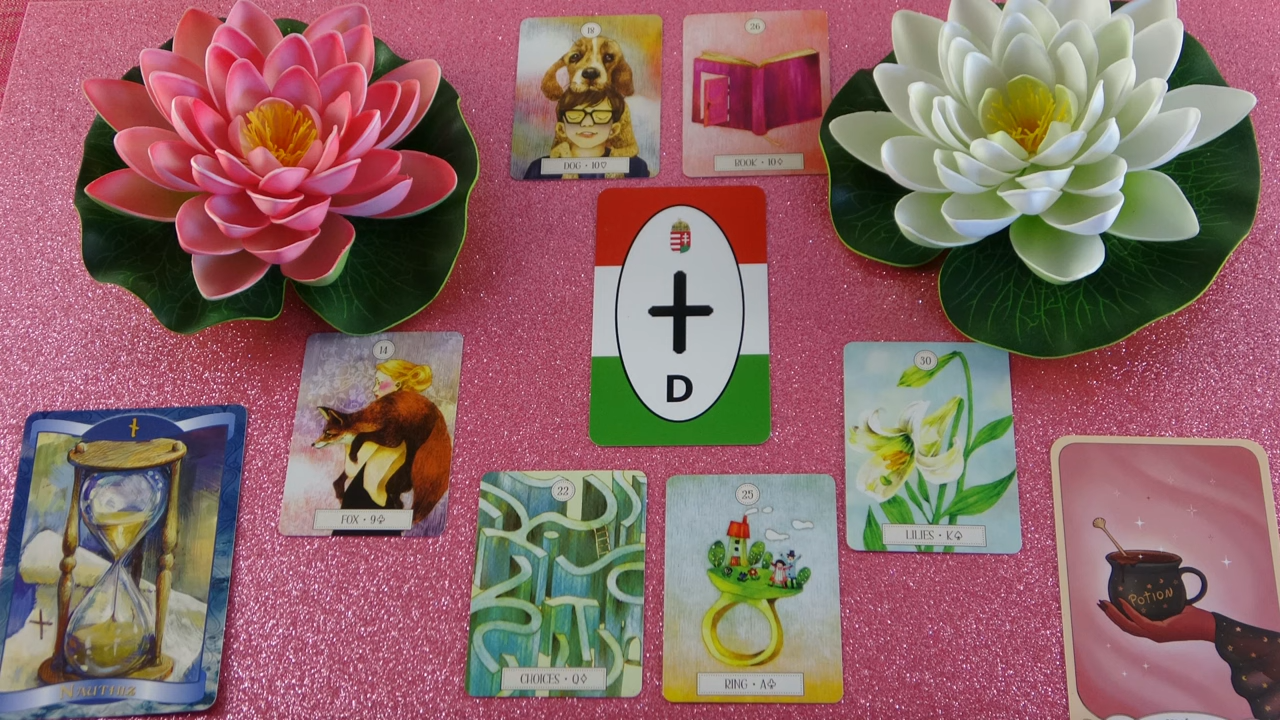 18
DOG • 10♡
26
BOOK • 10♢
D
14
FOX • 9♧
30
LILIES • K♤
22
CHOICES • Q♢
25
RING • A♧
NAUTHIZ
POTION